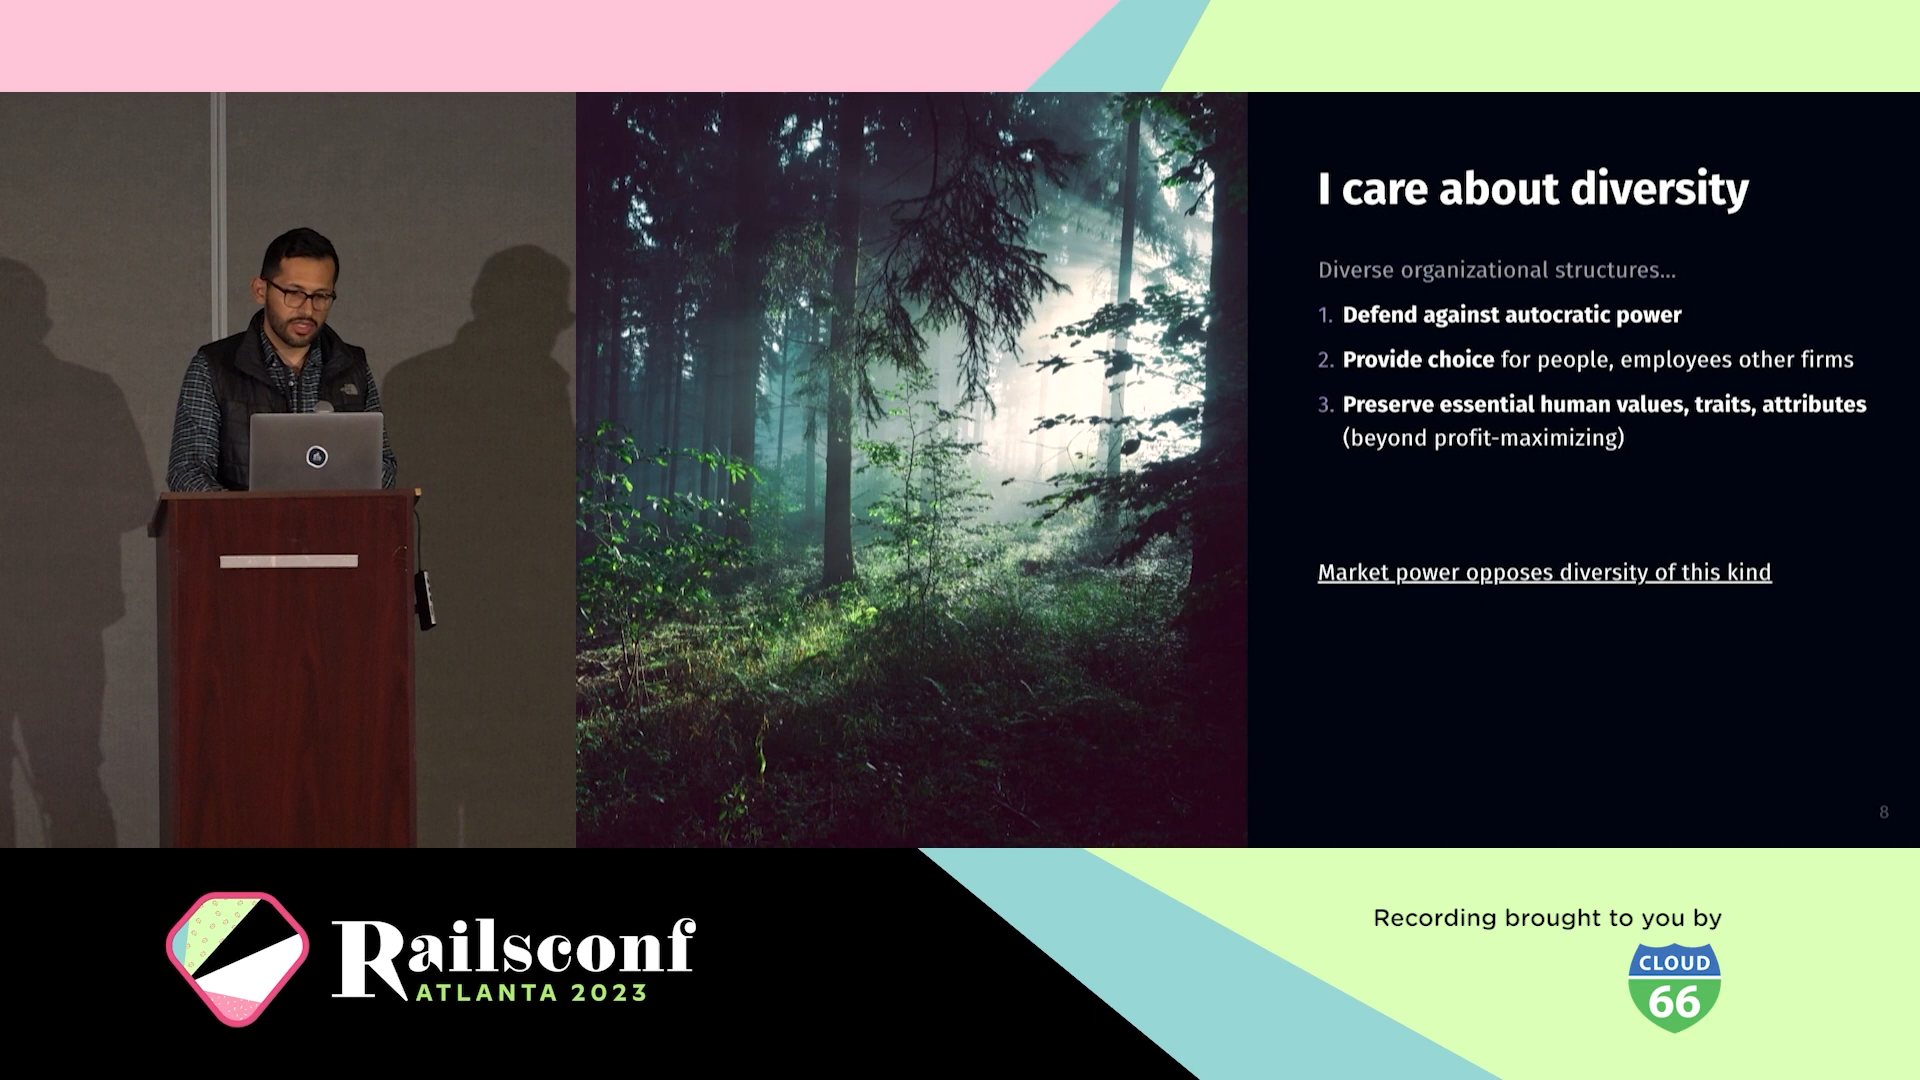 I care about diversity
Diverse organizational structures...
1. Defend against autocratic power
2. Provide choice for people, employees other firms
3. Preserve essential human values, traits, attributes
(beyond profit-maximizing)
Market power opposes diversity of this kind
8
Railsconf
ATLANTA 2023
Recording brought to you by
CLOUD
66